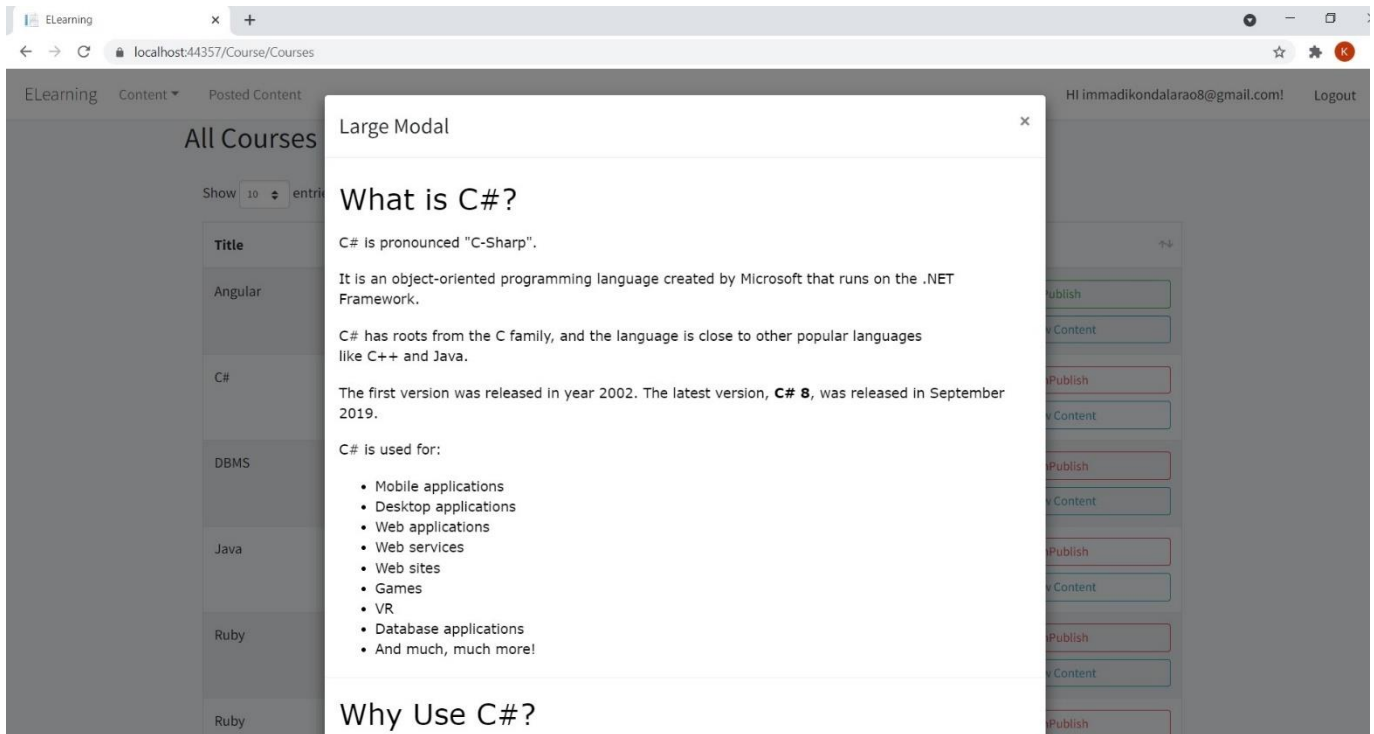 ELearning
localhost:44357/Course/Courses
K
ELearning Content Posted Content HI immadikondalarao8@gmail.com! Logout
All Courses
Show 10 entrie
Title
Angular
C#
DBMS
Java
Ruby
Ruby
Large Modal ×
What is C#?
C# is pronounced "C-Sharp".
It is an object-oriented programming language created by Microsoft that runs on the .NET
Framework.
C# has roots from the C family, and the language is close to other popular languages
like C++ and Java.
The first version was released in year 2002. The latest version, C# 8, was released in September
2019.
C# is used for:
• Mobile applications
• Desktop applications
• Web applications
• Web services
• Web sites
• Games
• VR
• Database applications
• And much, much more!
Why Use C#?
Publish
Content
Publish
Content
Publish
Content
Publish
Content
Publish
Content
Publish